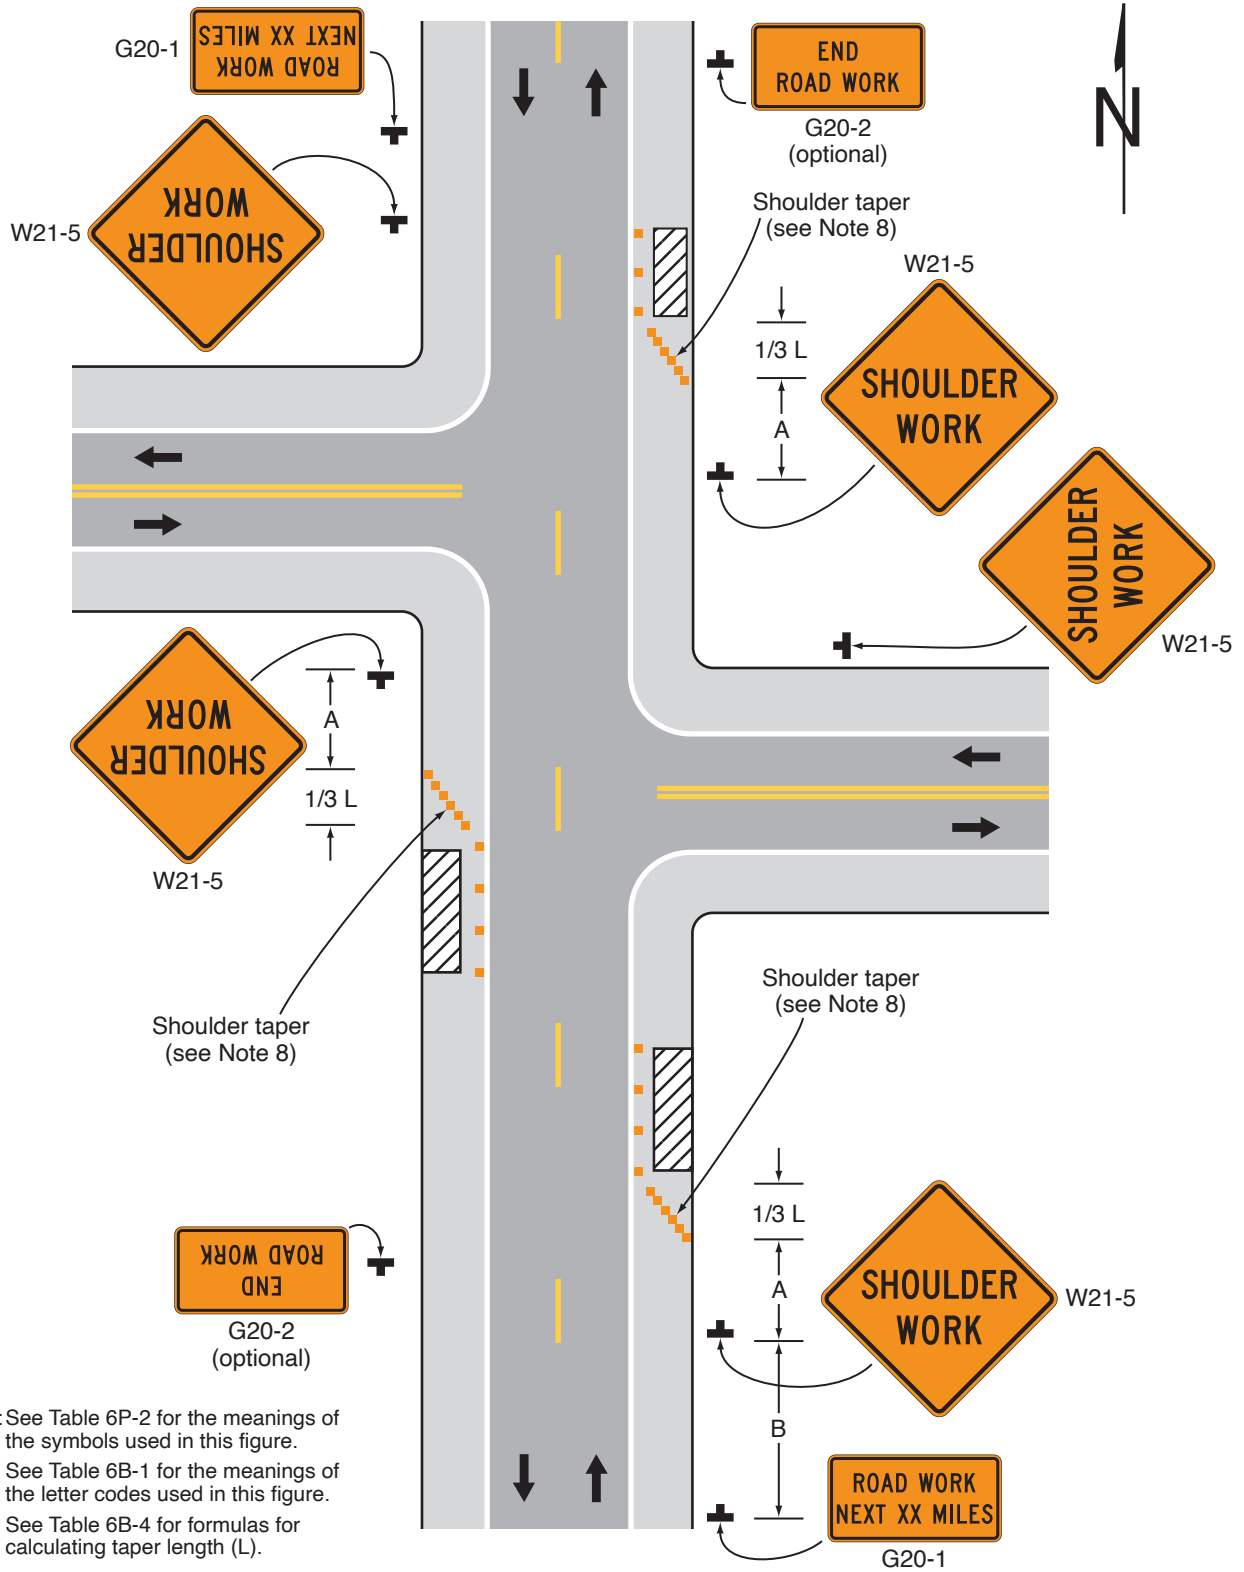 G20-1
ROAD WORK
NEXT XX MILES
END
ROAD WORK
G20-2
(optional)
N
W21-5
SHOULDER
WORK
Shoulder taper
(see Note 8)
W21-5
1/3 L
A
SHOULDER
WORK
SHOULDER
WORK
W21-5
SHOULDER
WORK
W21-5
A
1/3 L
Shoulder taper
(see Note 8)
Shoulder taper
(see Note 8)
1/3 L
A
B
SHOULDER
WORK
W21-5
END
ROAD WORK
G20-2
(optional)
ROAD WORK
NEXT XX MILES
G20-1
: See Table 6P-2 for the meanings of
the symbols used in this figure.
See Table 6B-1 for the meanings of
the letter codes used in this figure.
See Table 6B-4 for formulas for
calculating taper length (L).